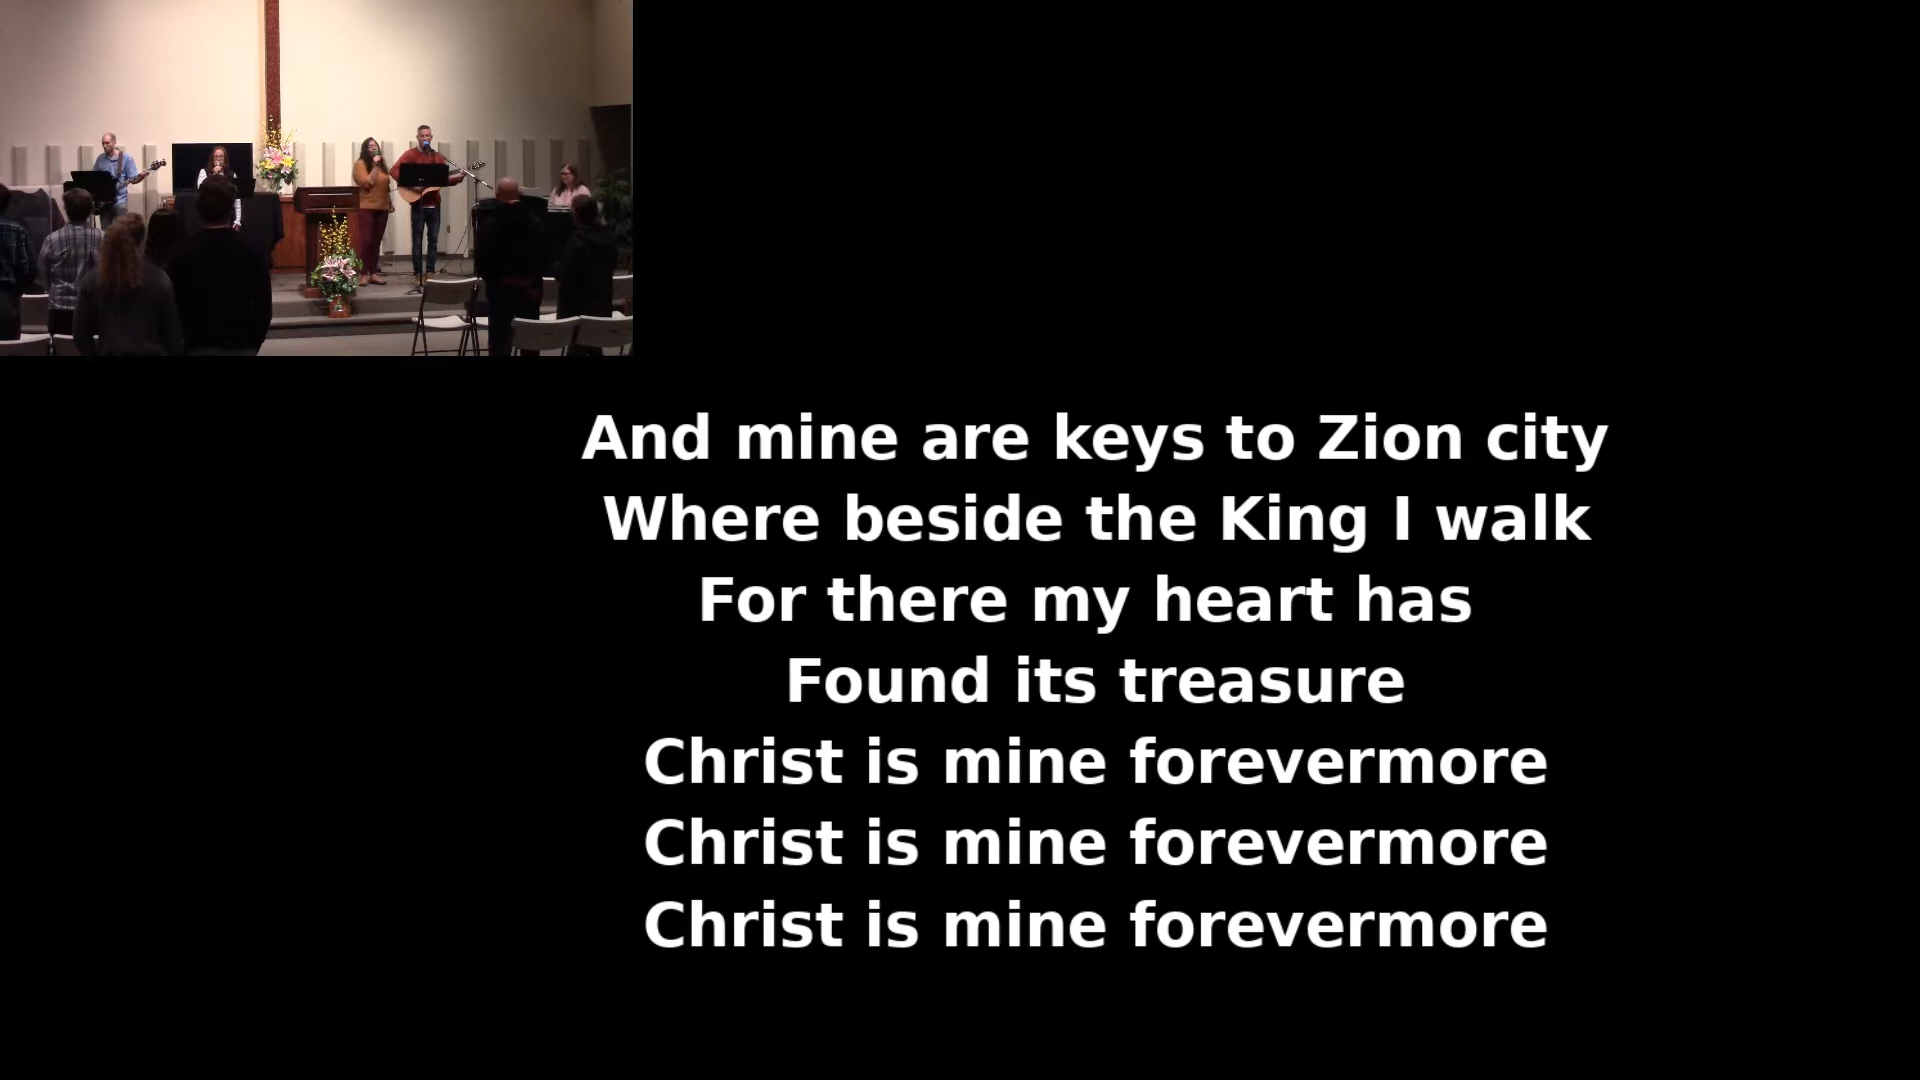 And mine are keys to Zion city
Where beside the King I walk
For there my heart has
Found its treasure
Christ is mine forevermore
Christ is mine forevermore
Christ is mine forevermore